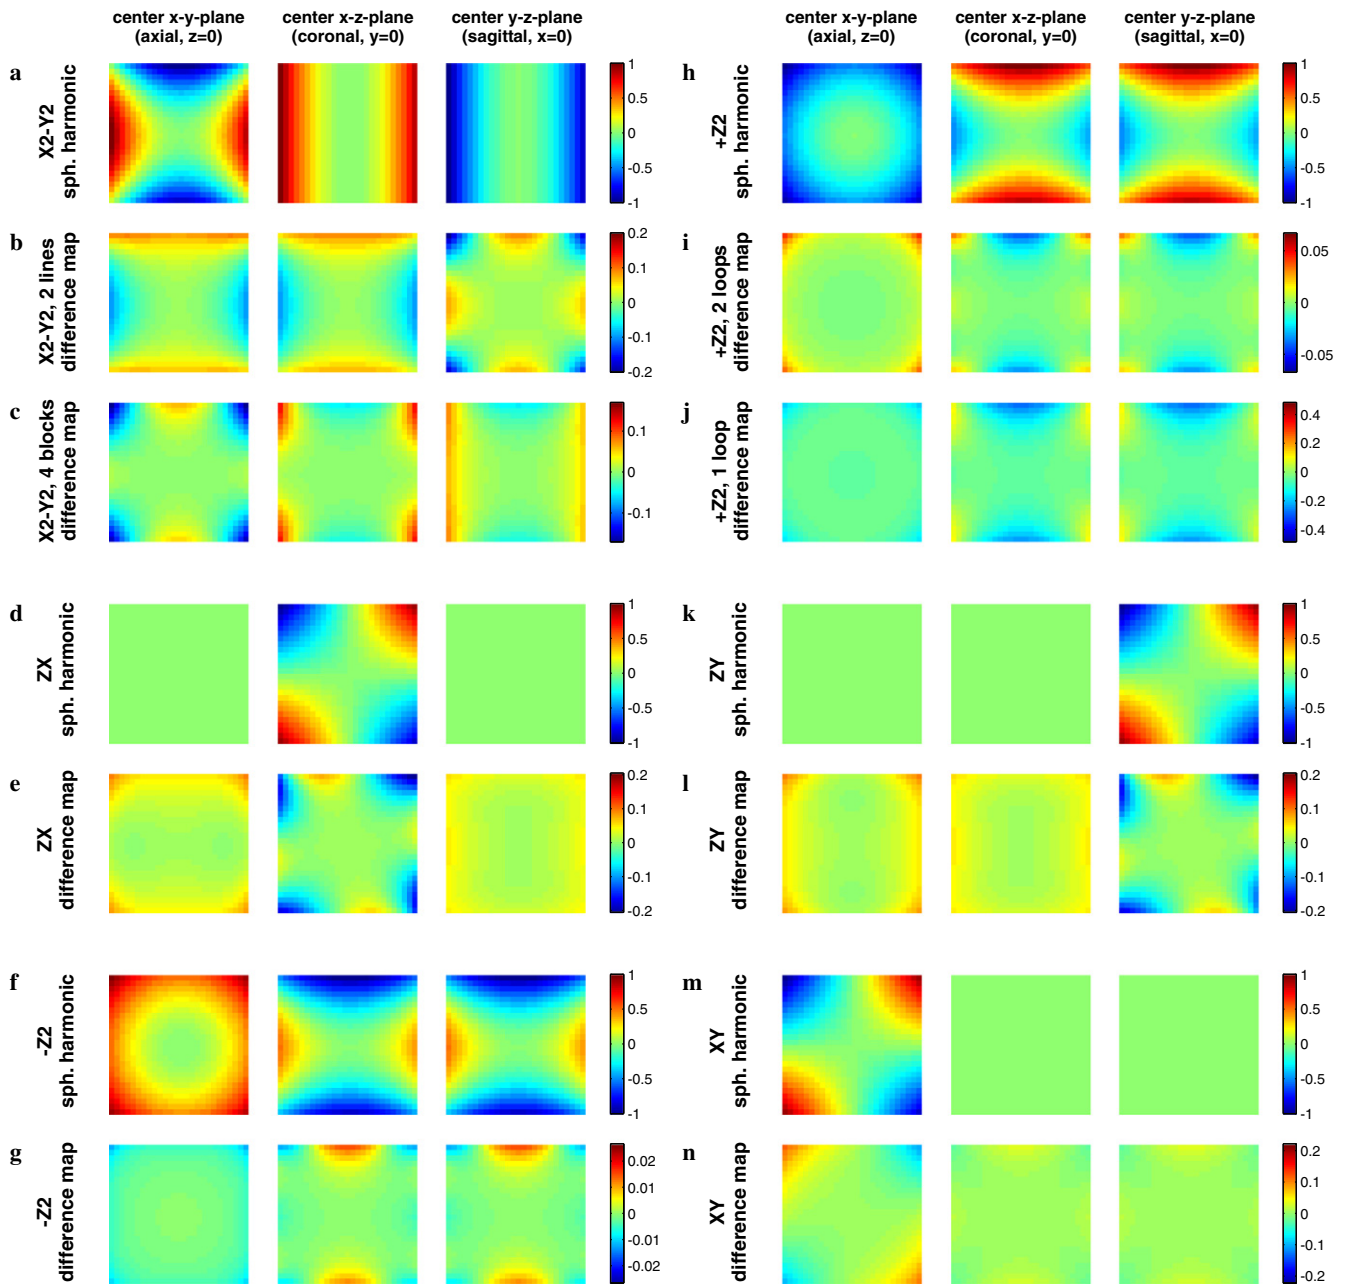 center x-y-plane
(axial, z=0)
center x-z-plane
(coronal, y=0)
center y-z-plane
(sagittal, x=0)
center x-y-plane
(axial, z=0)
center x-z-plane
(coronal, y=0)
center y-z-plane
(sagittal, x=0)
a
X2-Y2
sph. harmonic
1
0.5
0
-0.5
-1
h
+Z2
sph. harmonic
1
0.5
0
-0.5
-1
b
X2-Y2, 2 lines
difference map
0.2
0.1
0
-0.1
-0.2
i
+Z2, 2 loops
difference map
0.05
0
-0.05
c
X2-Y2, 4 blocks
difference map
0.1
0
-0.1
j
+Z2, 1 loop
difference map
0.4
0.2
0
-0.2
-0.4
d
ZX
sph. harmonic
1
0.5
0
-0.5
-1
k
ZY
sph. harmonic
1
0.5
0
-0.5
-1
e
ZX
difference map
0.2
0.1
0
-0.1
-0.2
l
ZY
difference map
0.2
0.1
0
-0.1
-0.2
f
-Z2
sph. harmonic
1
0.5
0
-0.5
-1
m
XY
sph. harmonic
1
0.5
0
-0.5
-1
g
-Z2
difference map
0.02
0.01
0
-0.01
-0.02
n
XY
difference map
0.2
0.1
0
-0.1
-0.2